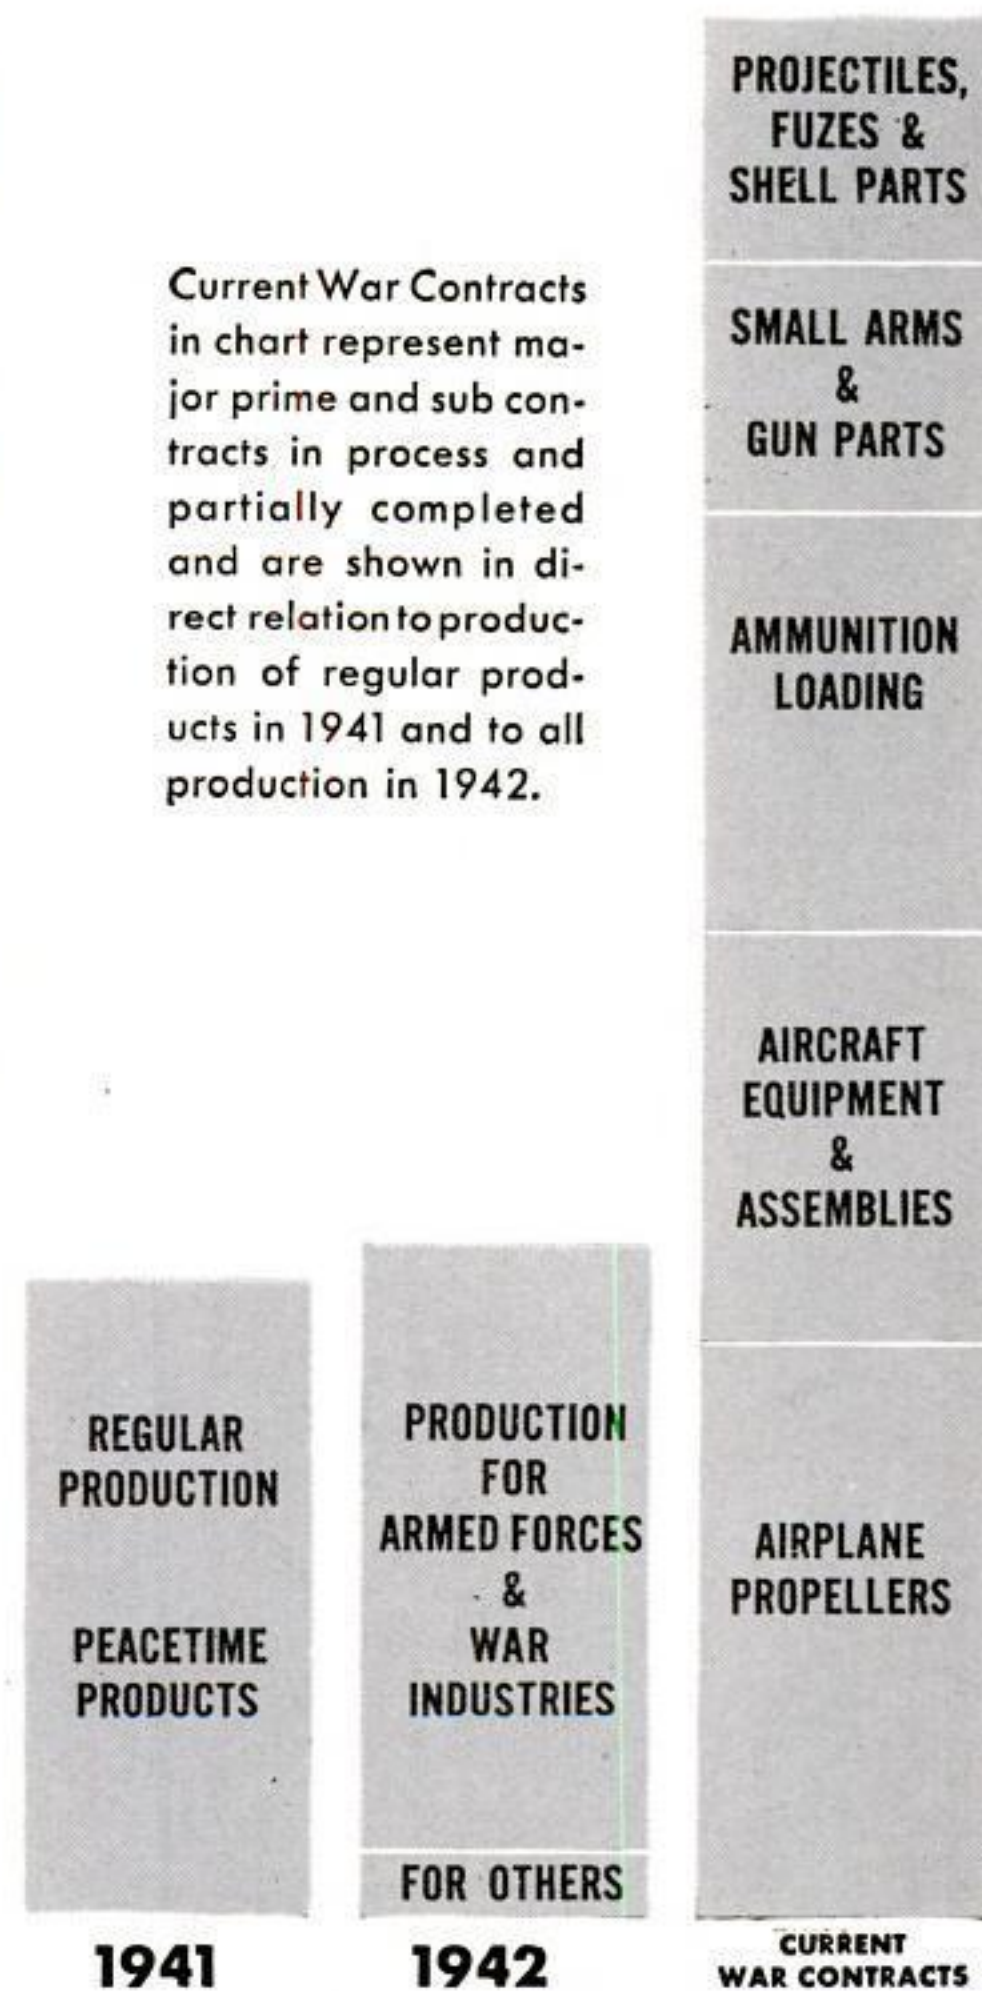 Current War Contracts
in chart represent ma-
jor prime and sub con-
tracts in process and
partially completed
and are shown in di-
rect relation to produc-
tion of regular prod-
ucts in 1941 and to all
production in 1942.
REGULAR
PRODUCTION
PEACETIME
PRODUCTS
1941
PRODUCTION
FOR
ARMED FORCES
&
WAR
INDUSTRIES
FOR OTHERS
1942
PROJECTILES,
FUZES &
SHELL PARTS
SMALL ARMS
&
GUN PARTS
AMMUNITION
LOADING
AIRCRAFT
EQUIPMENT
&
ASSEMBLIES
AIRPLANE
PROPELLERS
CURRENT
WAR CONTRACTS